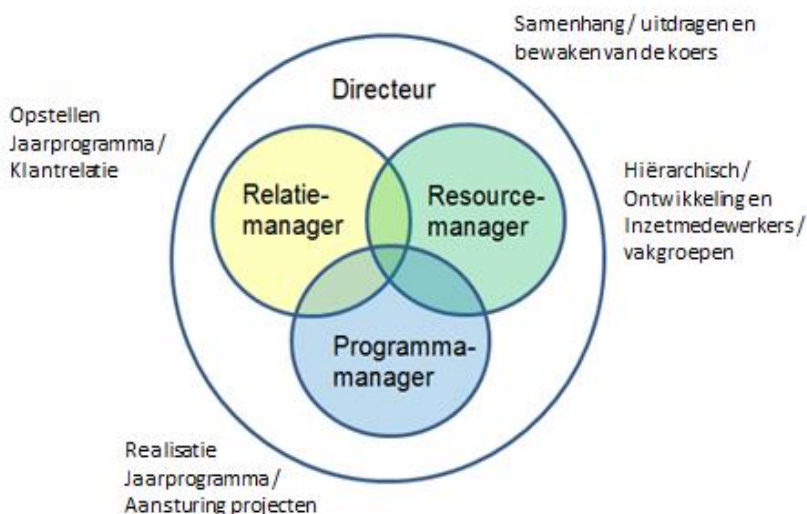 Samenhang/ uitdragen en
bewaken van de koers
Directeur
Opstellen
Jaarprogramma/
Klantrelatie
Relatie-
manager
Resource-
manager
Hiërarchisch/
Ontwikkeling en
Inzet medewerkers/
vakgroepen
Programma-
manager
Realisatie
Jaarprogramma/
Aansturing projecten